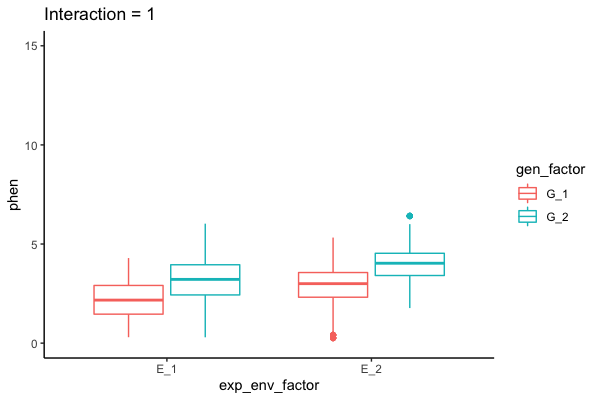 Interaction = 1
15
10
5
0
phen
E_1
E_2
exp_env_factor
gen_factor
G_1
G_2